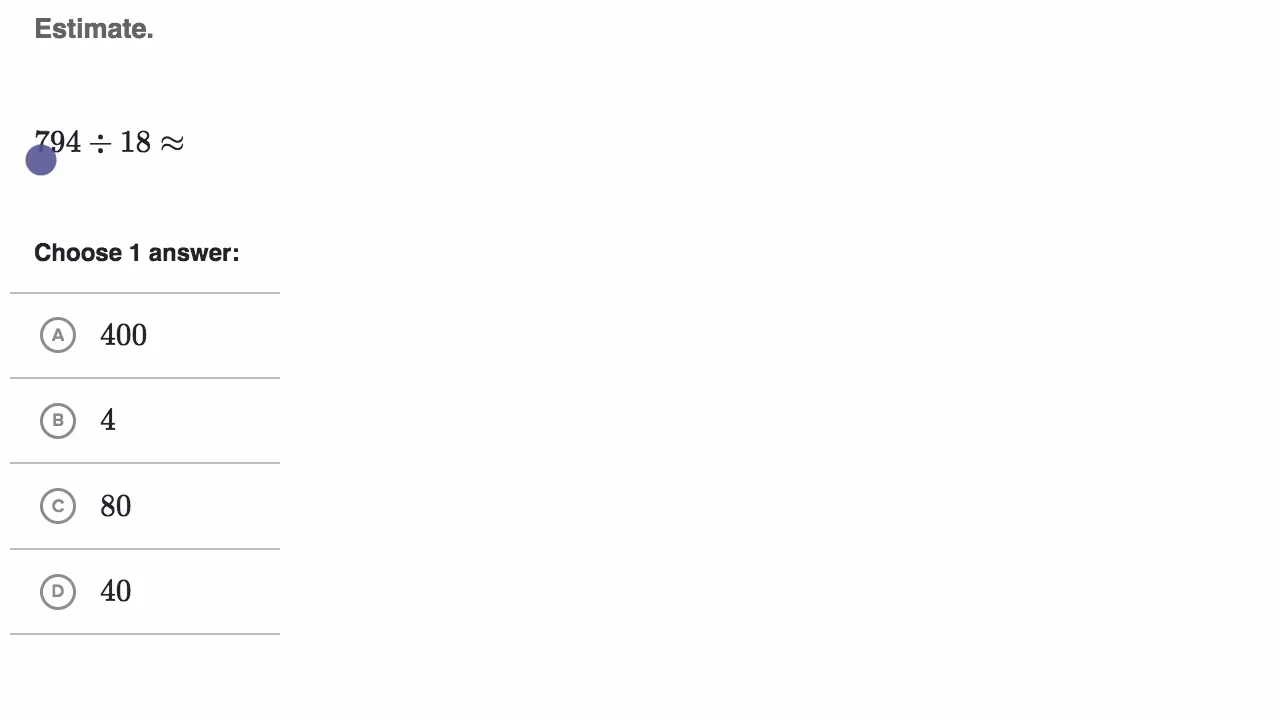 Estimate.
794 ÷ 18 ≈
Choose 1 answer:
A 400
B 4
C 80
D 40